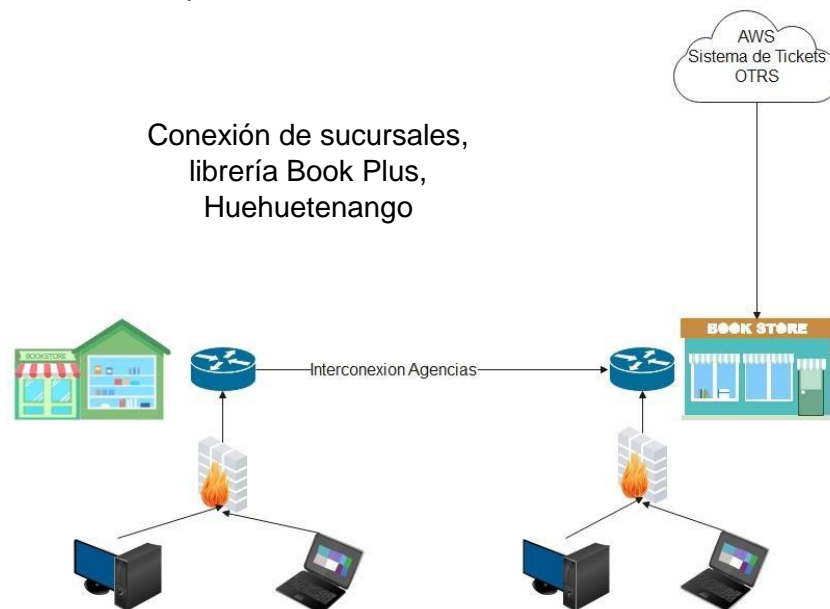 Conexión de sucursales,
librería Book Plus,
Huehuetenango
AWS
Sistema de Tickets
OTRS
BOOKSTORE
Interconexion Agencias
BOOK STORE